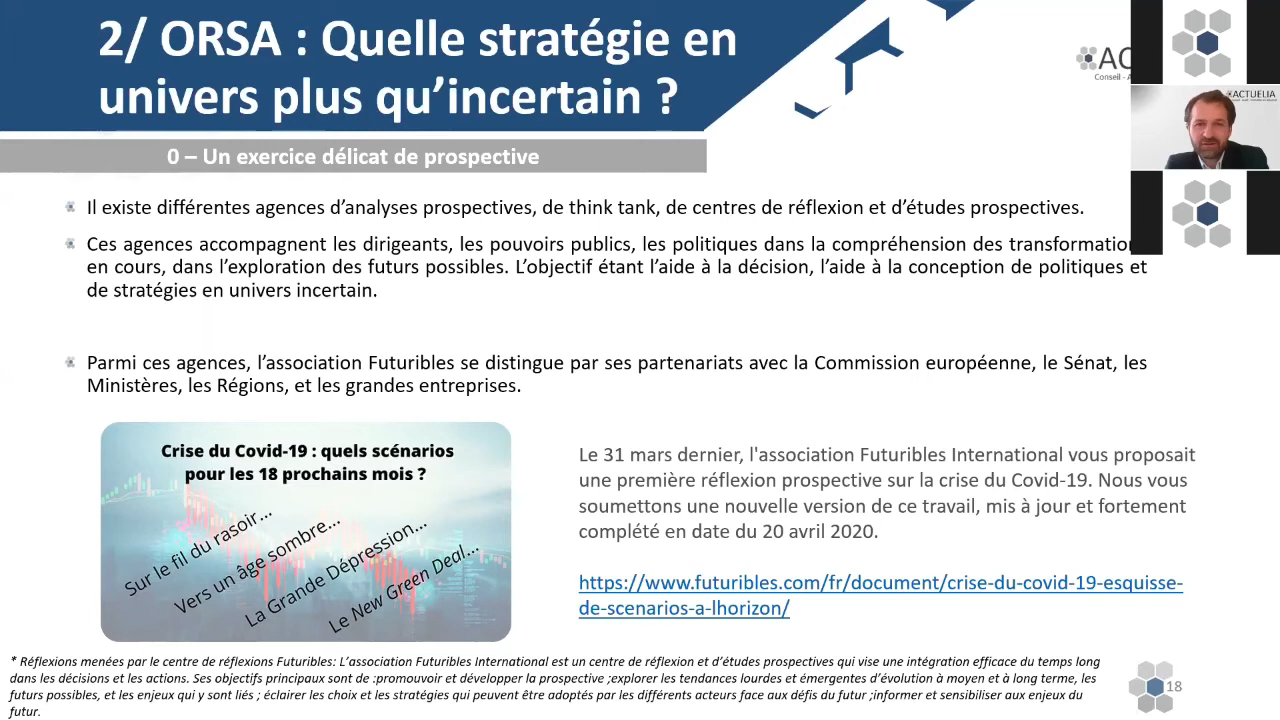 2/ ORSA : Quelle stratégie en
univers plus qu'incertain ?
AC
Conseil - A
ACTUELIA
0 – Un exercice délicat de prospective
Il existe différentes agences d'analyses prospectives, de think tank, de centres de réflexion et d'études prospectives.
Ces agences accompagnent les dirigeants, les pouvoirs publics, les politiques dans la compréhension des transformation
en cours, dans l'exploration des futurs possibles. L'objectif étant l'aide à la décision, l'aide à la conception de politiques et
de stratégies en univers incertain.
Parmi ces agences, l'association Futuribles se distingue par ses partenariats avec la Commission européenne, le Sénat, les
Ministères, les Régions, et les grandes entreprises.
Crise du Covid-19 : quels scénarios
pour les 18 prochains mois ?
Sur le fil du rasoir...
Vers un âge sombre...
La Grande Dépression...
Le New Green Deal...
Le 31 mars dernier, l'association Futuribles International vous proposait
une première réflexion prospective sur la crise du Covid-19. Nous vous
soumettons une nouvelle version de ce travail, mis à jour et fortement
complété en date du 20 avril 2020.
https://www.futuribles.com/fr/document/crise-du-covid-19-esquisse-
de-scenarios-a-lhorizon/
* Réflexions menées par le centre de réflexions Futuribles: L'association Futuribles International est un centre de réflexion et d'études prospectives qui vise une intégration efficace du temps long
dans les décisions et les actions. Ses objectifs principaux sont de :promouvoir et développer la prospective ;explorer les tendances lourdes et émergentes d'évolution à moyen et à long terme, les
futurs possibles, et les enjeux qui y sont liés ; éclairer les choix et les stratégies qui peuvent être adoptés par les différents acteurs face aux défis du futur ;informer et sensibiliser aux enjeux du
futur.
18